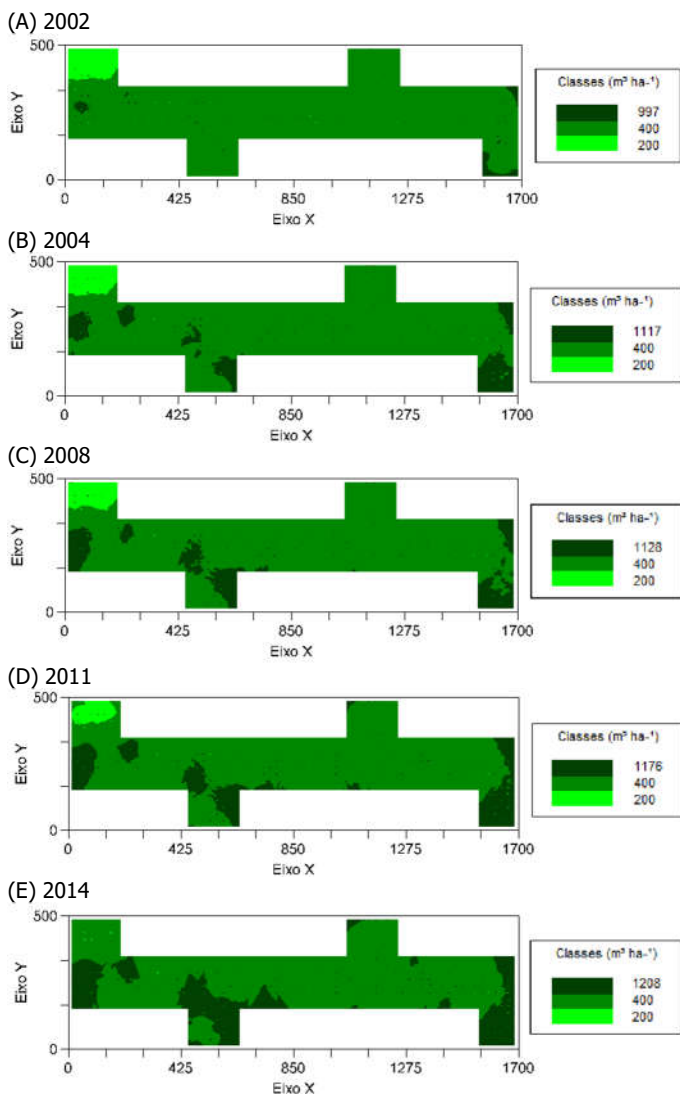 (A) 2002
500
Eixo Y
0
0 425 850 1275 1700
Eixo X
Classes (m³ ha-¹)
997
400
200
(B) 2004
500
Eixo Y
0
0 425 850 1275 1700
Eixo X
Classes (m³ ha-¹)
1117
400
200
(C) 2008
500
Eixo Y
0
0 425 850 1275 1700
Eixo X
Classes (m³ ha-¹)
1128
400
200
(D) 2011
500
Eixo Y
0
0 425 850 1275 1700
Eixo X
Classes (m³ ha-¹)
1176
400
200
(E) 2014
500
Eixo Y
0
0 425 850 1275 1700
Eixo X
Classes (m³ ha-¹)
1208
400
200